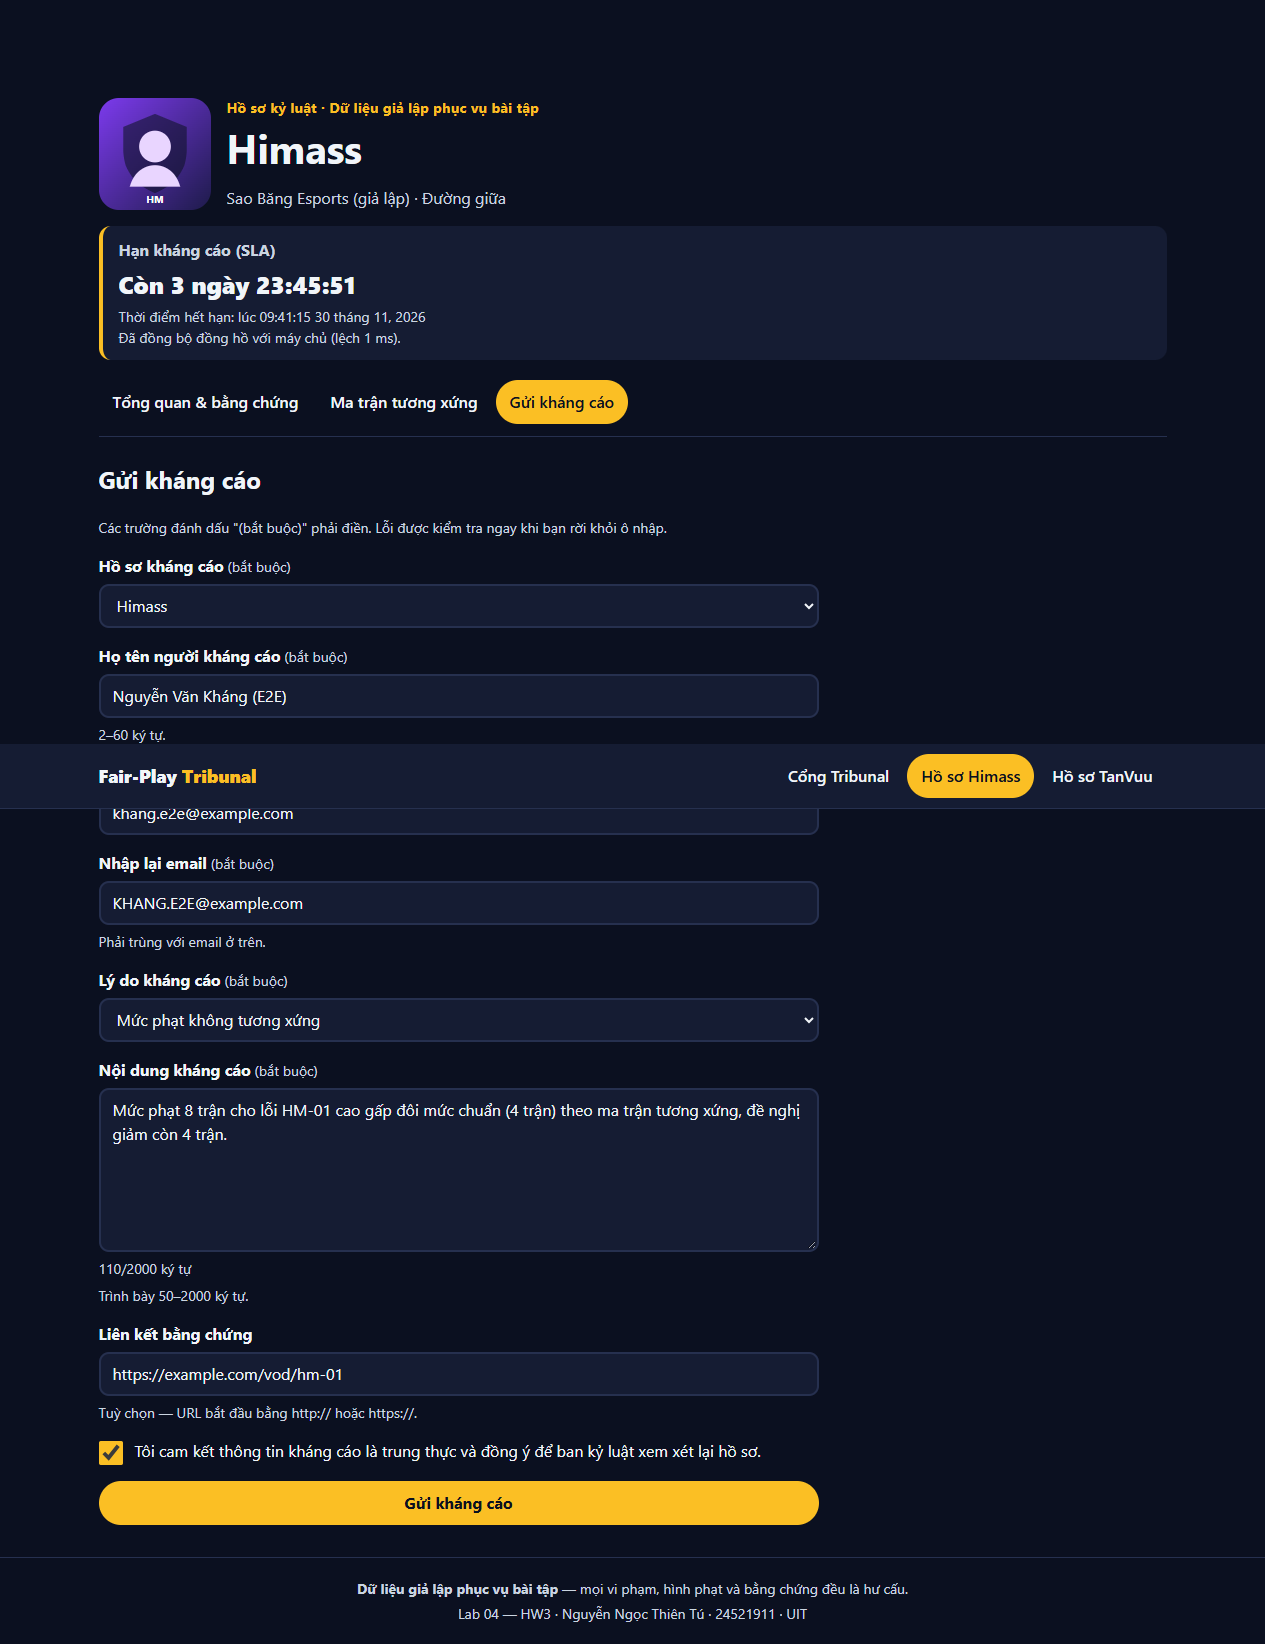 HM
Hồ sơ kỷ luật · Dữ liệu giả lập phục vụ bài tập
Himass
Sao Băng Esports (giả lập) · Đường giữa
Hạn kháng cáo (SLA)
Còn 3 ngày 23:45:51
Thời điểm hết hạn: lúc 09:41:15 30 tháng 11, 2026
Đã đồng bộ đồng hồ với máy chủ (lệch 1 ms).
Tổng quan & bằng chứng Ma trận tương xứng Gửi kháng cáo
Gửi kháng cáo
Các trường đánh dấu "(bắt buộc)" phải điền. Lỗi được kiểm tra ngay khi bạn rời khỏi ô nhập.
Hồ sơ kháng cáo (bắt buộc)
Himass
Họ tên người kháng cáo (bắt buộc)
Nguyễn Văn Kháng (E2E)
2–60 ký tự.
Fair-Play Tribunal Cổng Tribunal Hồ sơ Himass Hồ sơ TanVuu
khang.e2e@example.com
Nhập lại email (bắt buộc)
KHANG.E2E@example.com
Phải trùng với email ở trên.
Lý do kháng cáo (bắt buộc)
Mức phạt không tương xứng
Nội dung kháng cáo (bắt buộc)
Mức phạt 8 trận cho lỗi HM-01 cao gấp đôi mức chuẩn (4 trận) theo ma trận tương xứng, đề nghị
giảm còn 4 trận.
110/2000 ký tự
Trình bày 50–2000 ký tự.
Liên kết bằng chứng
https://example.com/vod/hm-01
Tuỳ chọn — URL bắt đầu bằng http:// hoặc https://.
Tôi cam kết thông tin kháng cáo là trung thực và đồng ý để ban kỷ luật xem xét lại hồ sơ.
Gửi kháng cáo
Dữ liệu giả lập phục vụ bài tập — mọi vi phạm, hình phạt và bằng chứng đều là hư cấu.
Lab 04 — HW3 · Nguyễn Ngọc Thiên Tú · 24521911 · UIT